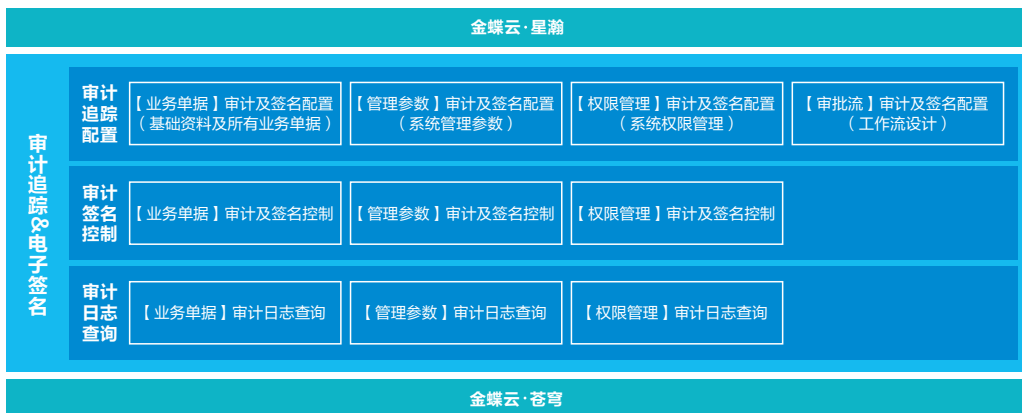 金蝶云·星瀚
审计追踪&电子签名
审计
追踪
配置
【业务单据】审计及签名配置
（基础资料及所有业务单据）
【管理参数】审计及签名配置
（系统管理参数）
【权限管理】审计及签名配置
（系统权限管理）
【审批流】审计及签名配置
（工作流设计）
审计
签名
控制
【业务单据】审计及签名控制
【管理参数】审计及签名控制
【权限管理】审计及签名控制
审计
日志
查询
【业务单据】审计日志查询
【管理参数】审计日志查询
【权限管理】审计日志查询
金蝶云·苍穹